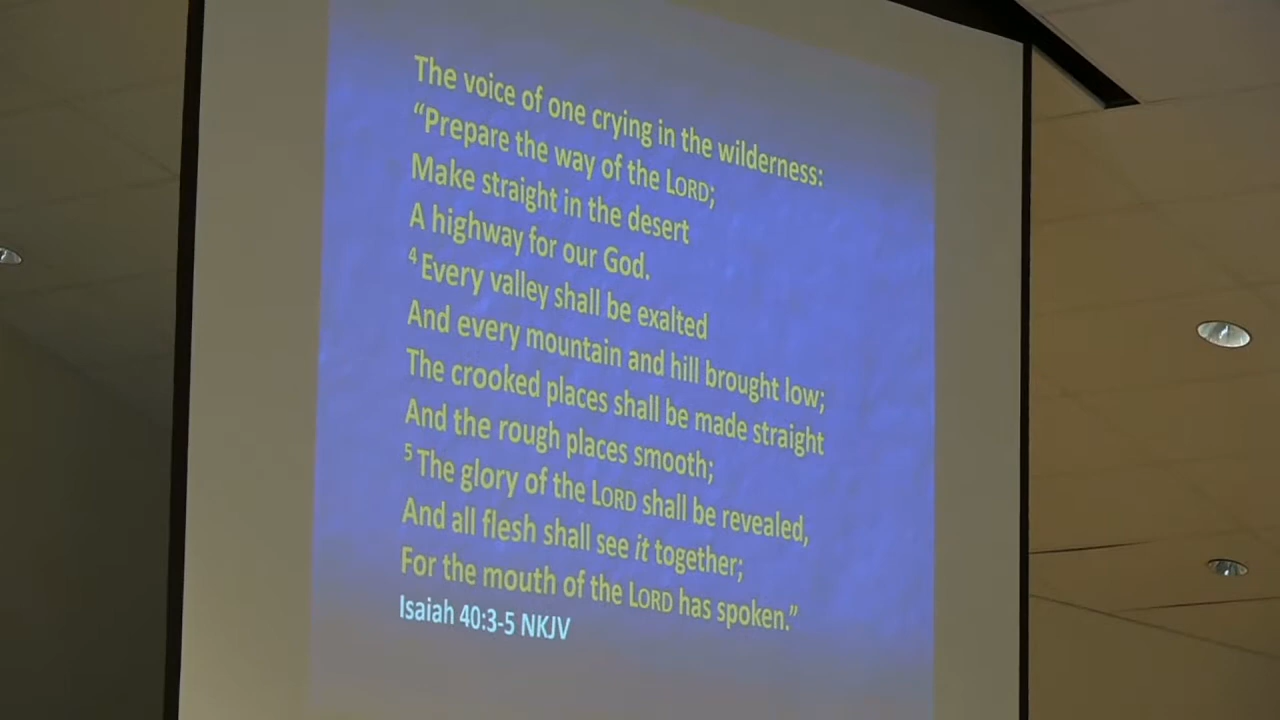 The voice of one crying in the wilderness:
“Prepare the way of the LORD;
Make straight in the desert
A highway for our God.
4 Every valley shall be exalted
And every mountain and hill brought low;
The crooked places shall be made straight
And the rough places smooth;
5 The glory of the LORD shall be revealed,
And all flesh shall see it together;
For the mouth of the LORD has spoken.”
Isaiah 40:3-5 NKJV